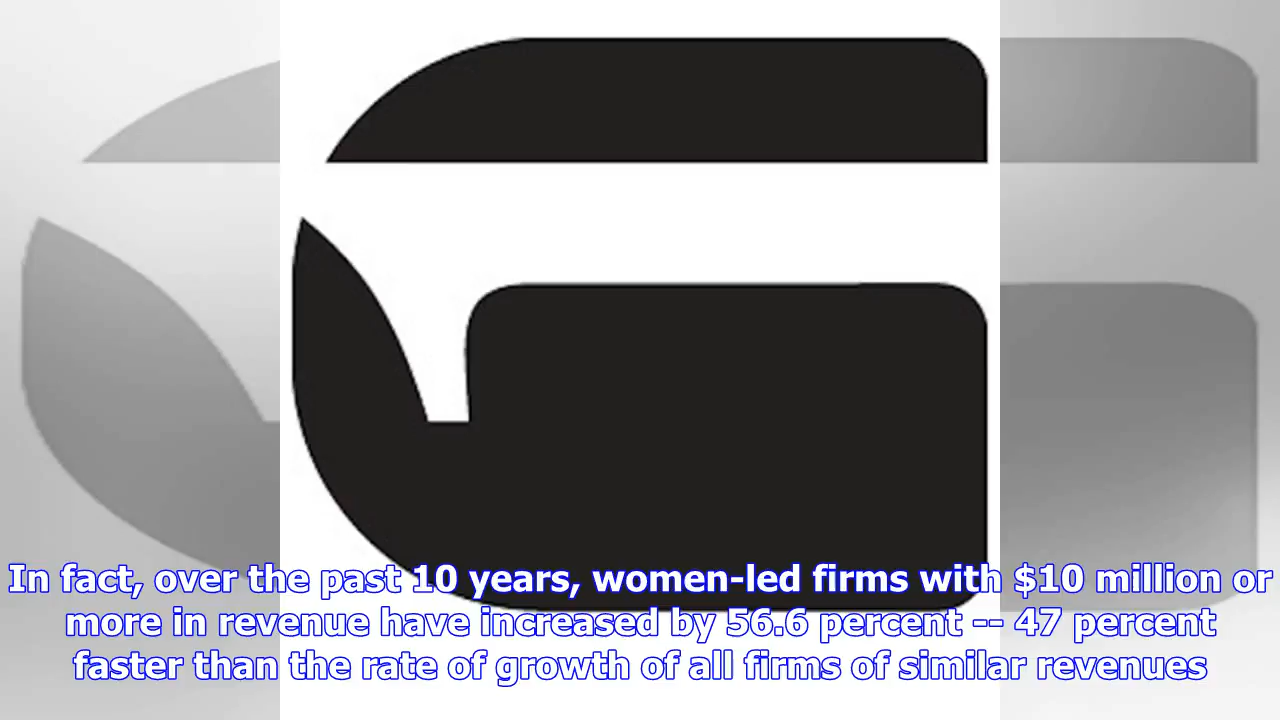 In fact, over the past 10 years, women-led firms with $10 million or
more in revenue have increased by 56.6 percent -- 47 percent
faster than the rate of growth of all firms of similar revenues